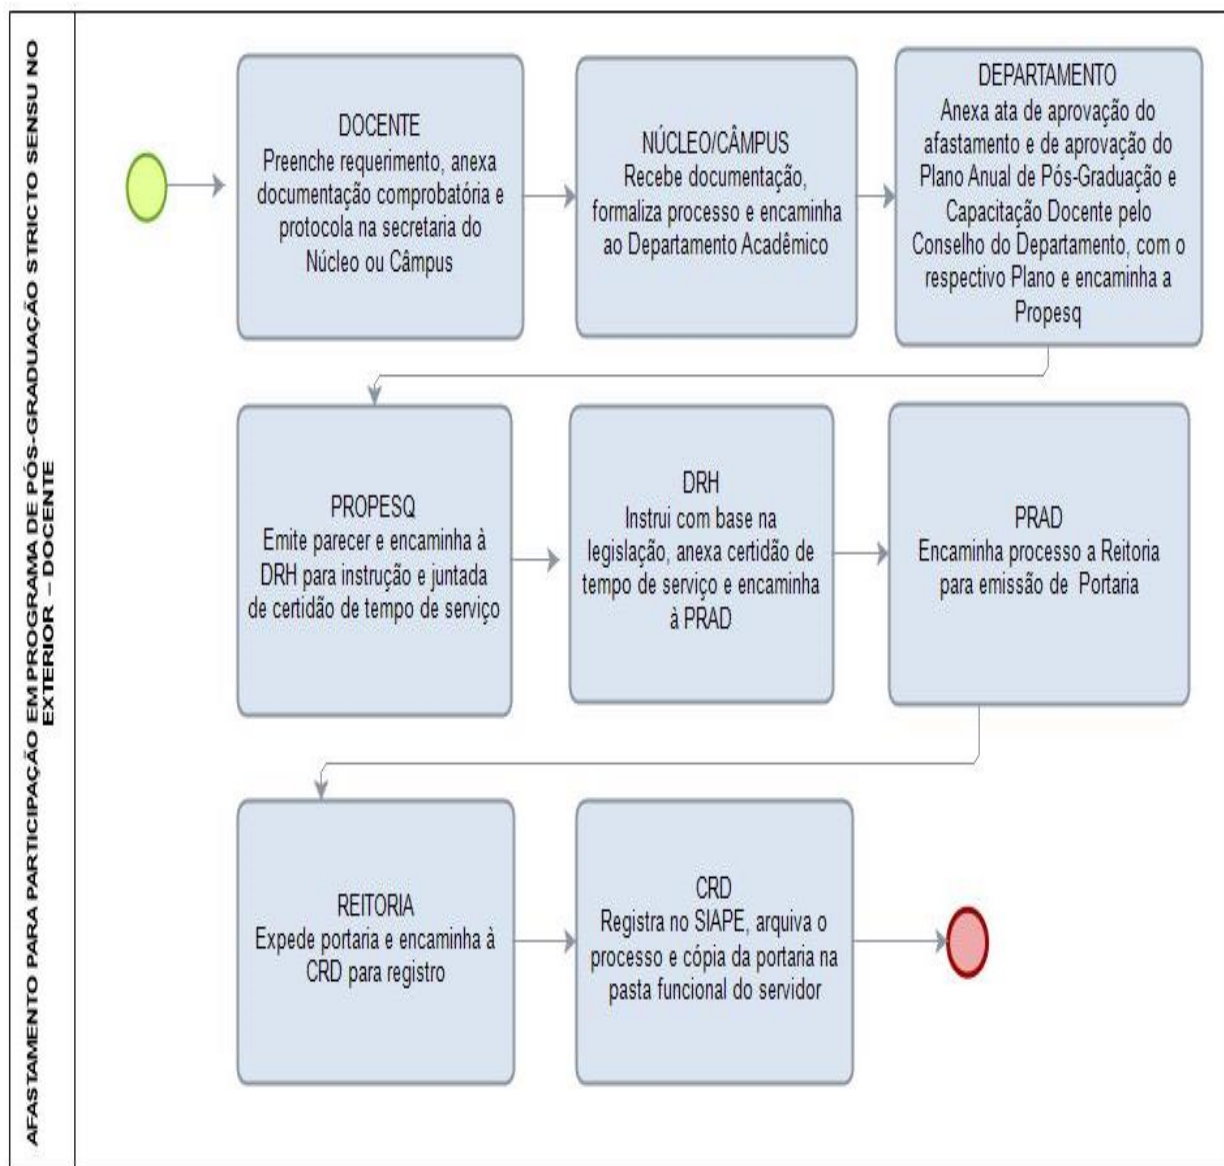 AFASTAMENTO PARA PARTICIPAÇÃO EM PROGRAMA DE PÓS-GRADUAÇÃO STRICTO SENSU NO
EXTERIOR – DOCENTE
DOCENTE
Preenche requerimento, anexa
documentação comprobatória e
protocola na secretaria do
Núcleo ou Câmpus
NÚCLEO/CÂMPUS
Recebe documentação,
formaliza processo e encaminha
ao Departamento Acadêmico
DEPARTAMENTO
Anexa ata de aprovação do
afastamento e de aprovação do
Plano Anual de Pós-Graduação e
Capacitação Docente pelo
Conselho do Departamento, com o
respectivo Plano e encaminha a
Propesq
PROPESQ
Emite parecer e encaminha à
DRH para instrução e juntada
de certidão de tempo de serviço
DRH
Instrui com base na
legislação, anexa certidão de
tempo de serviço e encaminha
à PRAD
PRAD
Encaminha processo a Reitoria
para emissão de Portaria
REITORIA
Expede portaria e encaminha à
CRD para registro
CRD
Registra no SIAPE, arquiva o
processo e cópia da portaria na
pasta funcional do servidor